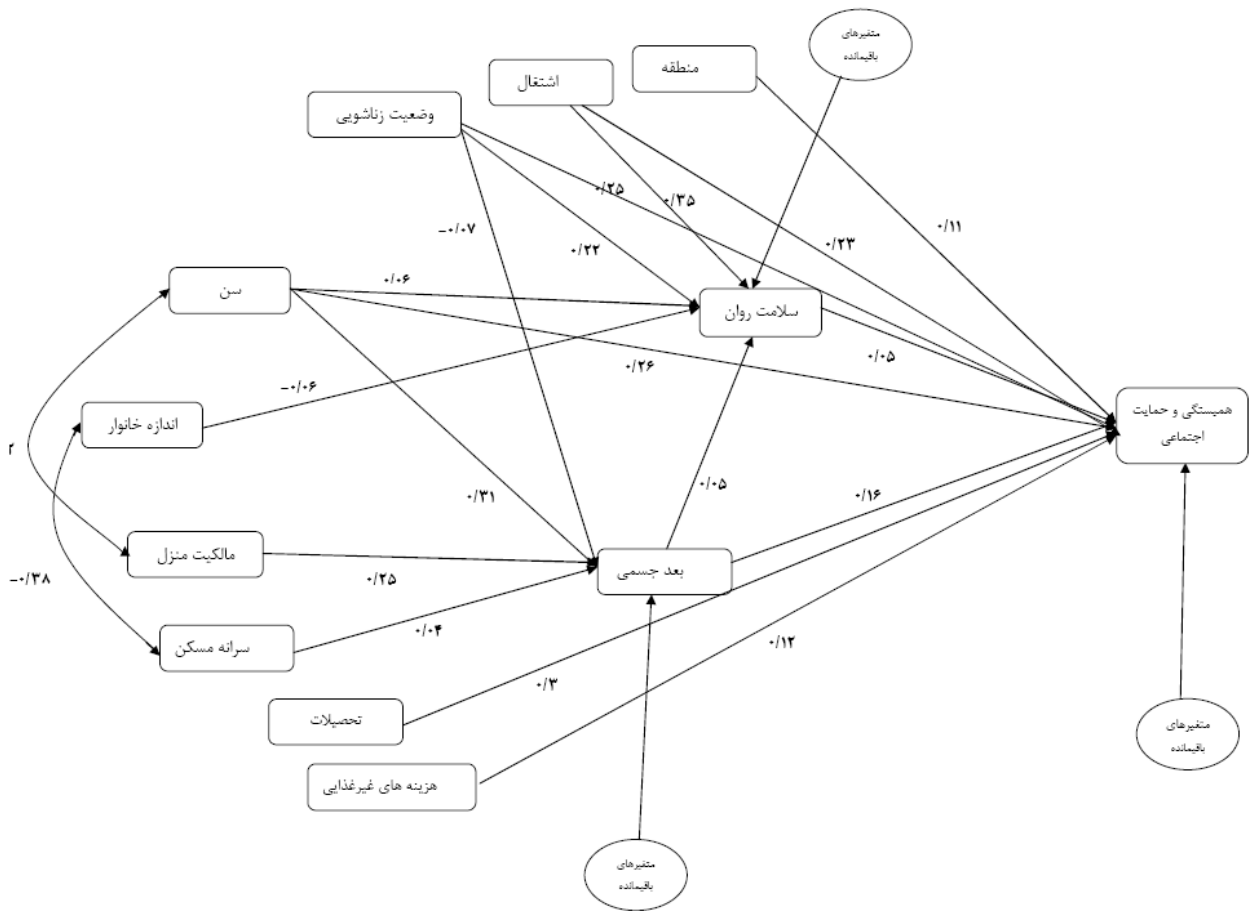 متغیرهای
باقیمانده
منطقه
اشتغال
وضعیت زناشویی
۰/۲۵
۰/۳۵
۰/۱۱
۰/۲۳
-۰/۰۷
۰/۲۲
سن
۰/۰۶
سلامت روان
۰/۰۵
۰/۲۶
-۰/۰۶
اندازه خانوار
همبستگی و حمایت
اجتماعی
۲
۰/۳۱
۰/۰۵
۰/۱۶
مالکیت منزل
۰/۲۵
بعد جسمی
-۰/۳۸
۰/۰۴
سرانه مسکن
۰/۱۲
۰/۳
تحصیلات
متغیرهای
باقیمانده
هزینه های غیرغذایی
متغیرهای
باقیمانده